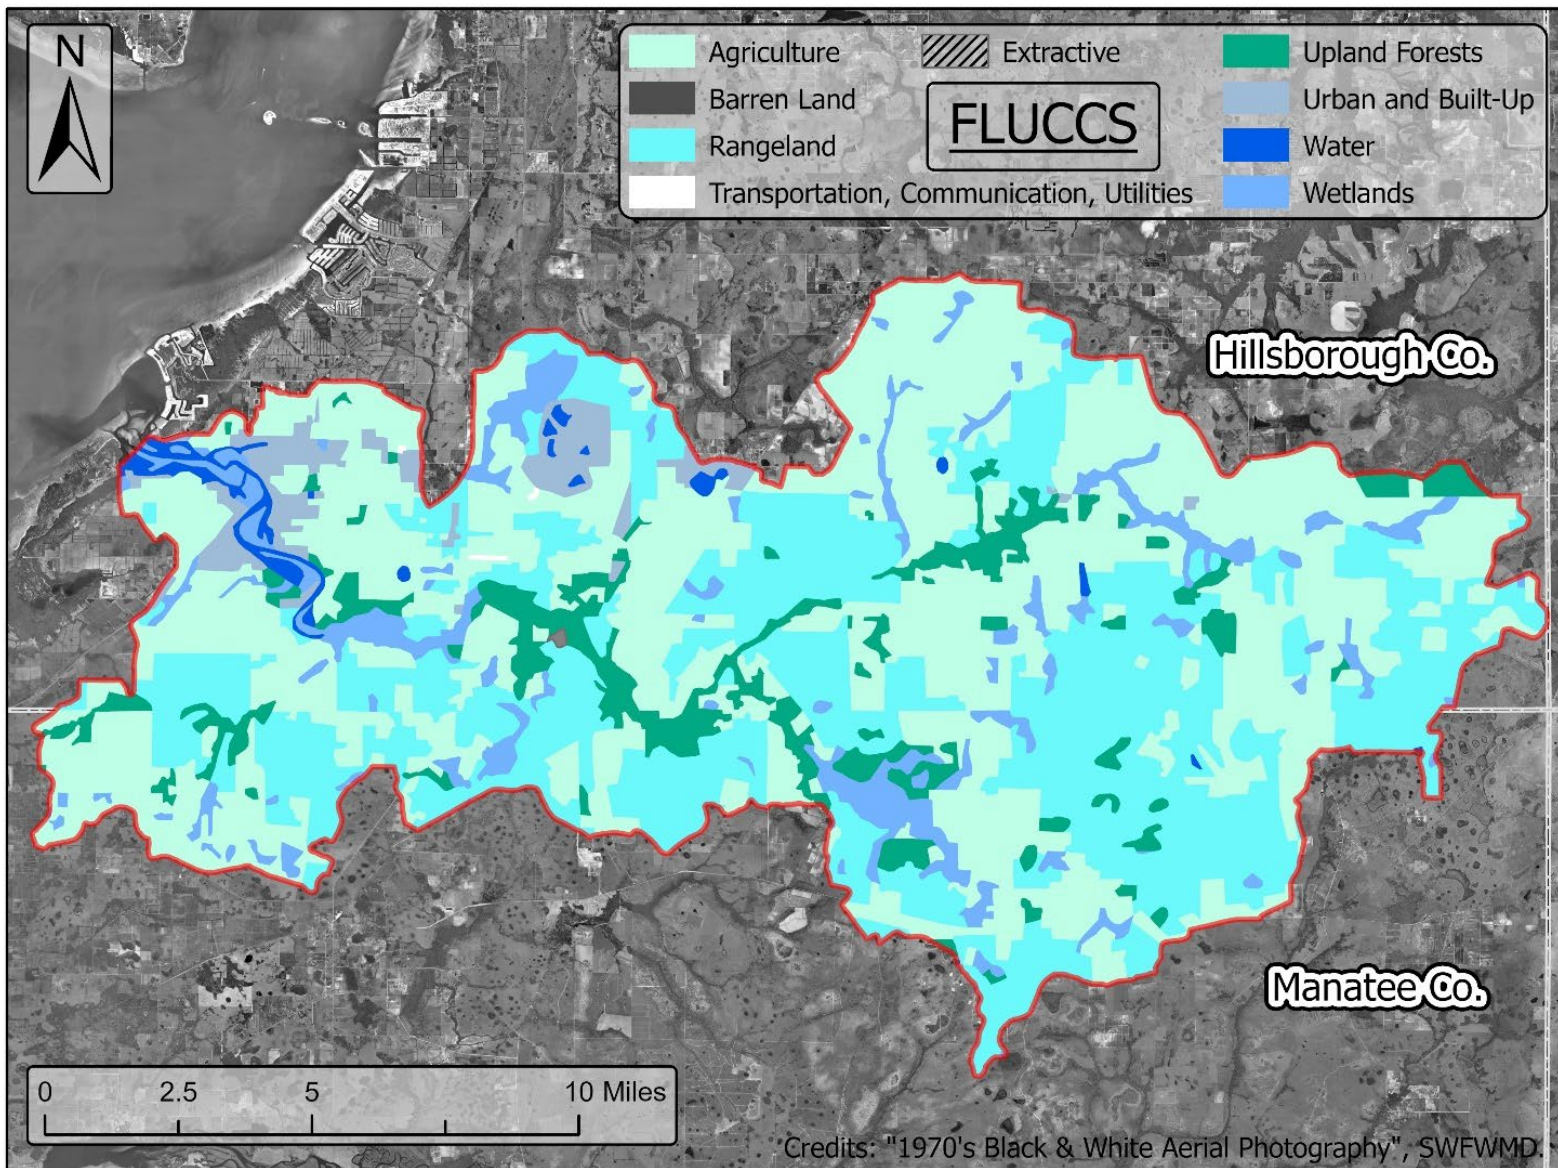 N
Agriculture
Barren Land
Rangeland
Transportation, Communication, Utilities
Extractive
FLUCCS
Upland Forests
Urban and Built-Up
Water
Wetlands
Hillsborough Co.
Manatee Co.
0 2.5 5 10 Miles
Credits: "1970's Black & White Aerial Photography", SWFWMD